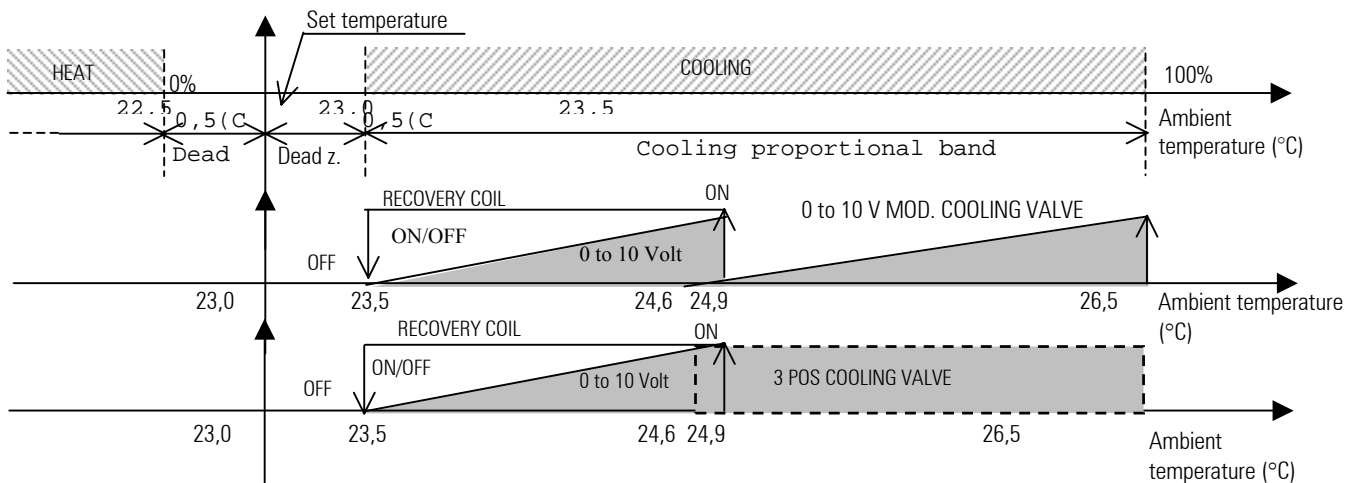 Set temperature
HEAT
COOLING
0%
100%
22.5
23.0
23.5
Ambient
temperature (°C)
0,5(C
0,5(C
Dead
Dead z.
Cooling proportional band
RECOVERY COIL
ON
0 to 10 V MOD. COOLING VALVE
ON/OFF
0 to 10 Volt
OFF
23,0
23,5
24,6
24,9
26,5
Ambient temperature
(°C)
RECOVERY COIL
ON
ON/OFF
OFF
0 to 10 Volt
3 POS COOLING VALVE
23,0
23,5
24,6
24,9
26,5
Ambient
temperature (°C)